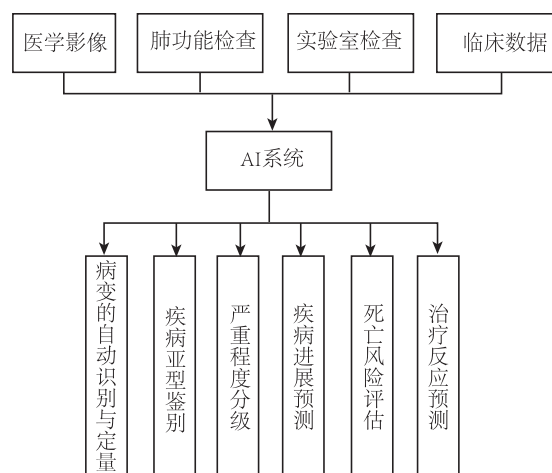 医学影像
肺功能检查
实验室检查
临床数据
AI系统
病变的自动识别与定量
疾病亚型鉴别
严重程度分级
疾病进展预测
死亡风险评估
治疗反应预测